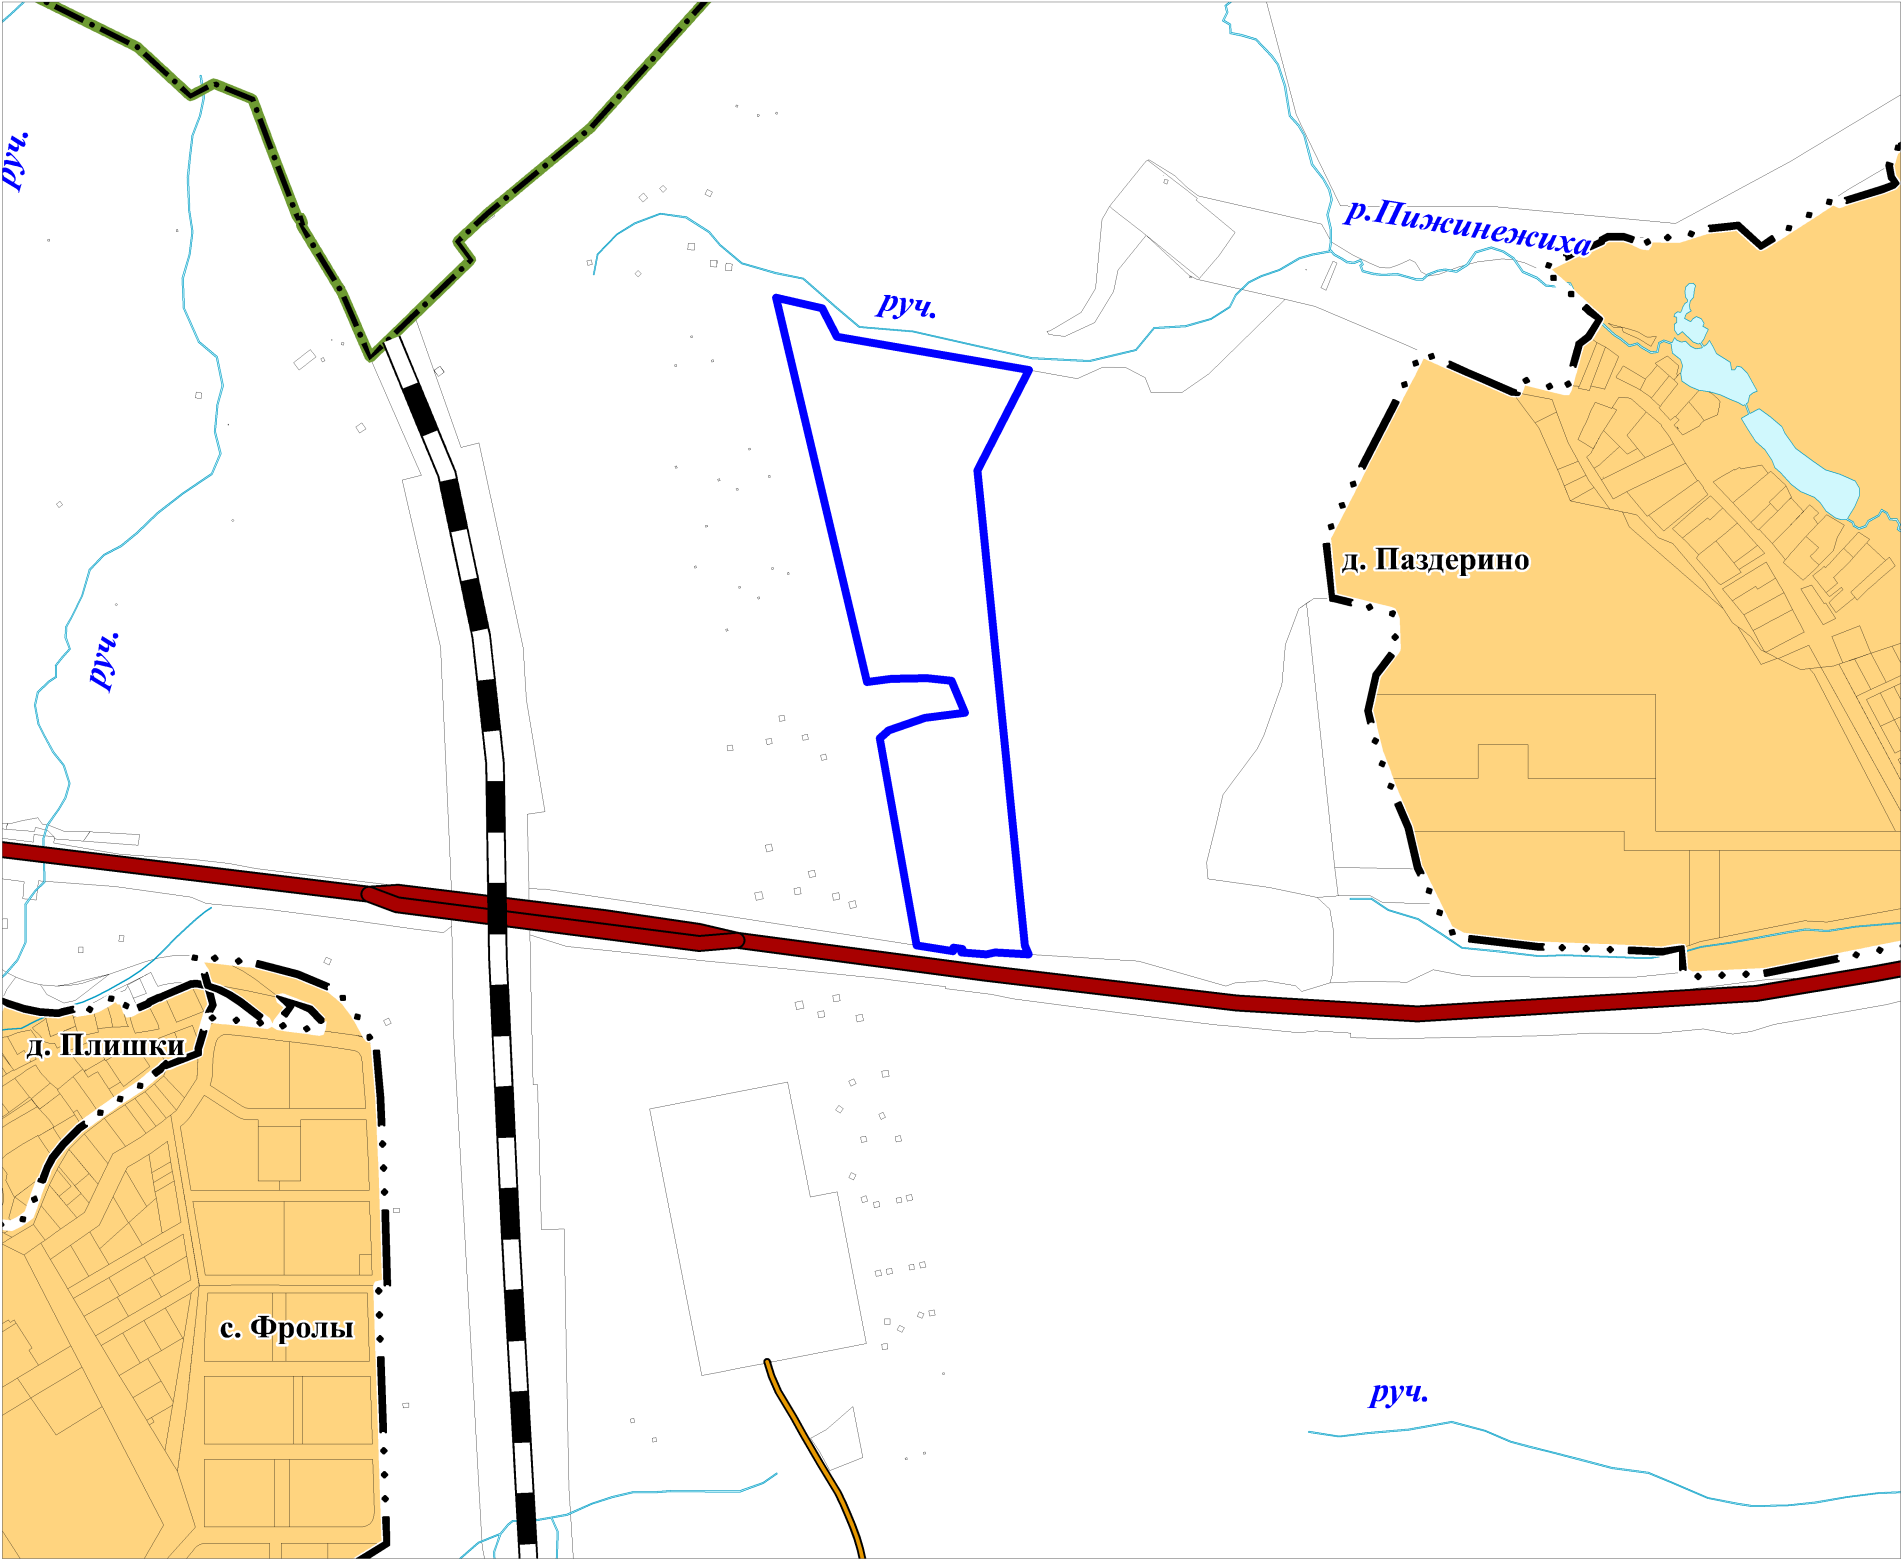 руч.
р.Пижинежиха
руч.
д. Паздерино
руч.
д. Плишки
с. Фролы
руч.